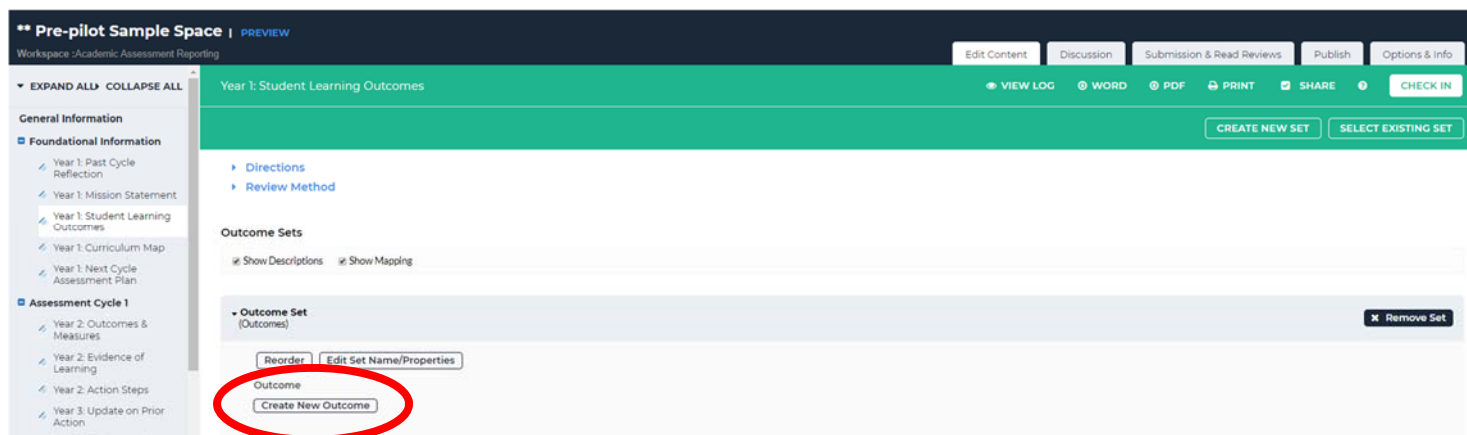 ** Pre-pilot Sample Space | PREVIEW
Workspace :Academic Assessment Reporting
Edit Content
Discussion
Submission & Read Reviews
Publish
Options & Info
EXPAND ALL COLLAPSE ALL
Year 1: Student Learning Outcomes
VIEW LOG
WORD
PDF
PRINT
SHARE
?
CHECK IN
CREATE NEW SET
SELECT EXISTING SET
General Information
Foundational Information
Year 1: Past Cycle
Reflection
Year 1: Mission Statement
Year 1: Student Learning
Outcomes
Year 1: Curriculum Map
Year 1: Next Cycle
Assessment Plan
Assessment Cycle 1
Year 2: Outcomes &
Measures
Year 2: Evidence of
Learning
Year 2: Action Steps
Year 3: Update on Prior
Action
Directions
Review Method
Outcome Sets
Show Descriptions Show Mapping
Outcome Set
(Outcomes)
Remove Set
Reorder Edit Set Name/Properties
Outcome
Create New Outcome